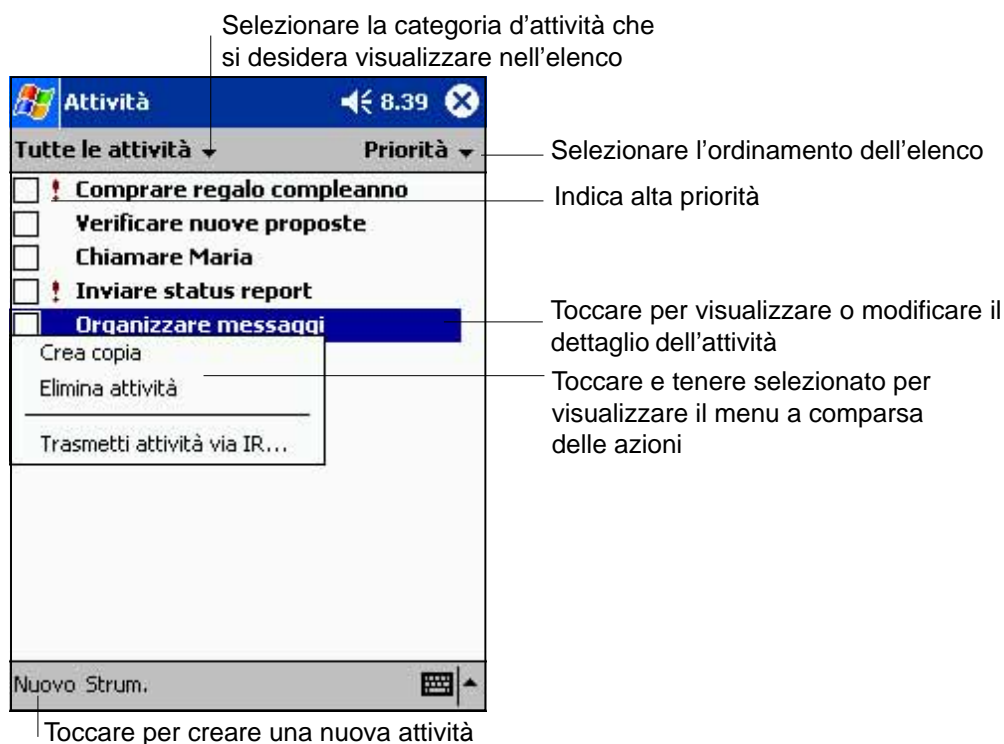 Selezionare la categoria d'attività che
si desidera visualizzare nell'elenco
Attività 8.39
Tutte le attività Priorità
Selezionare l'ordinamento dell'elenco
! Comprare regalo compleanno
Indica alta priorità
Verificare nuove proposte
Chiamare Maria
! Inviare status report
Organizzare messaggi
Toccare per visualizzare o modificare il
dettaglio dell'attività
Crea copia
Elimina attività
Trasmetti attività via IR...
Toccare e tenere selezionato per
visualizzare il menu a comparsa
delle azioni
Nuovo Strum.
Toccare per creare una nuova attività